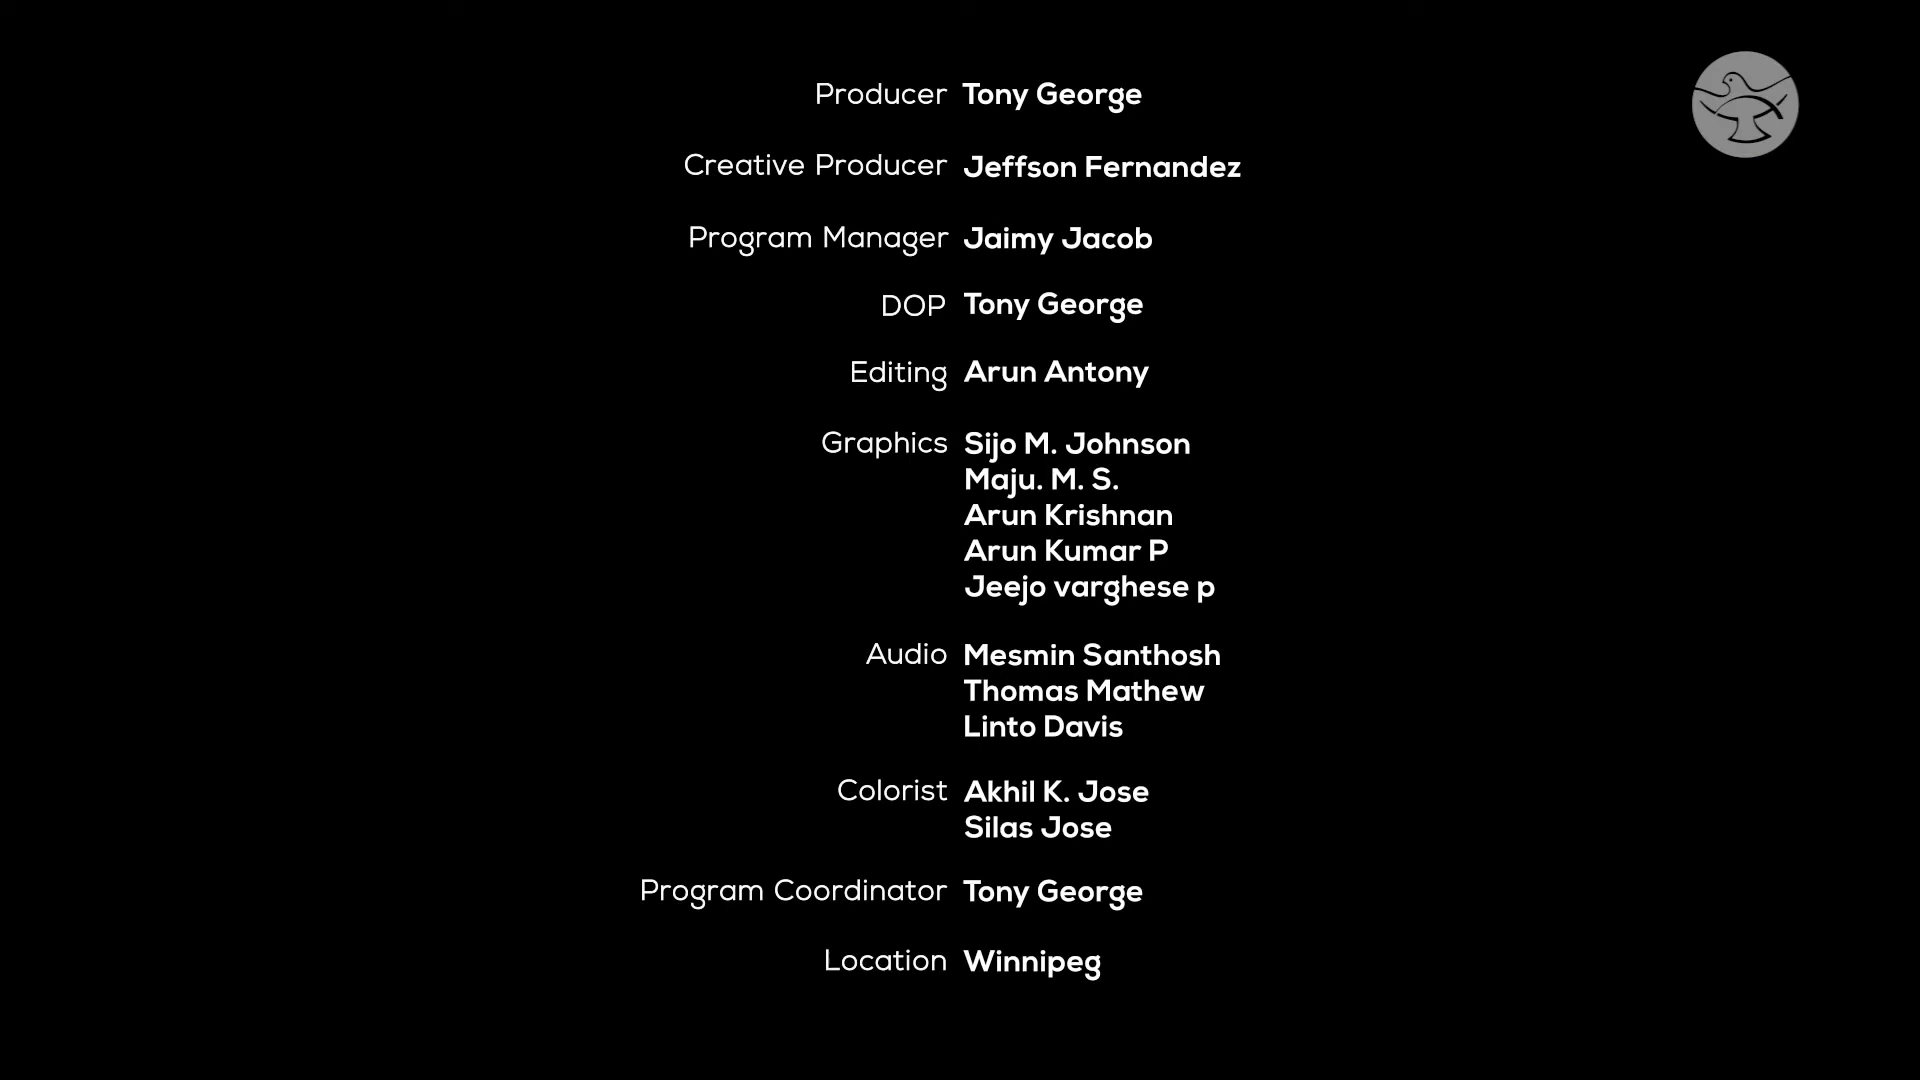 Producer Tony George
Creative Producer Jeffson Fernandez
Program Manager Jaimy Jacob
DOP Tony George
Editing Arun Antony
Graphics Sijo M. Johnson
Maju. M. S.
Arun Krishnan
Arun Kumar P
Jeejo varghese p
Audio Mesmin Santhosh
Thomas Mathew
Linto Davis
Colorist Akhil K. Jose
Silas Jose
Program Coordinator Tony George
Location Winnipeg